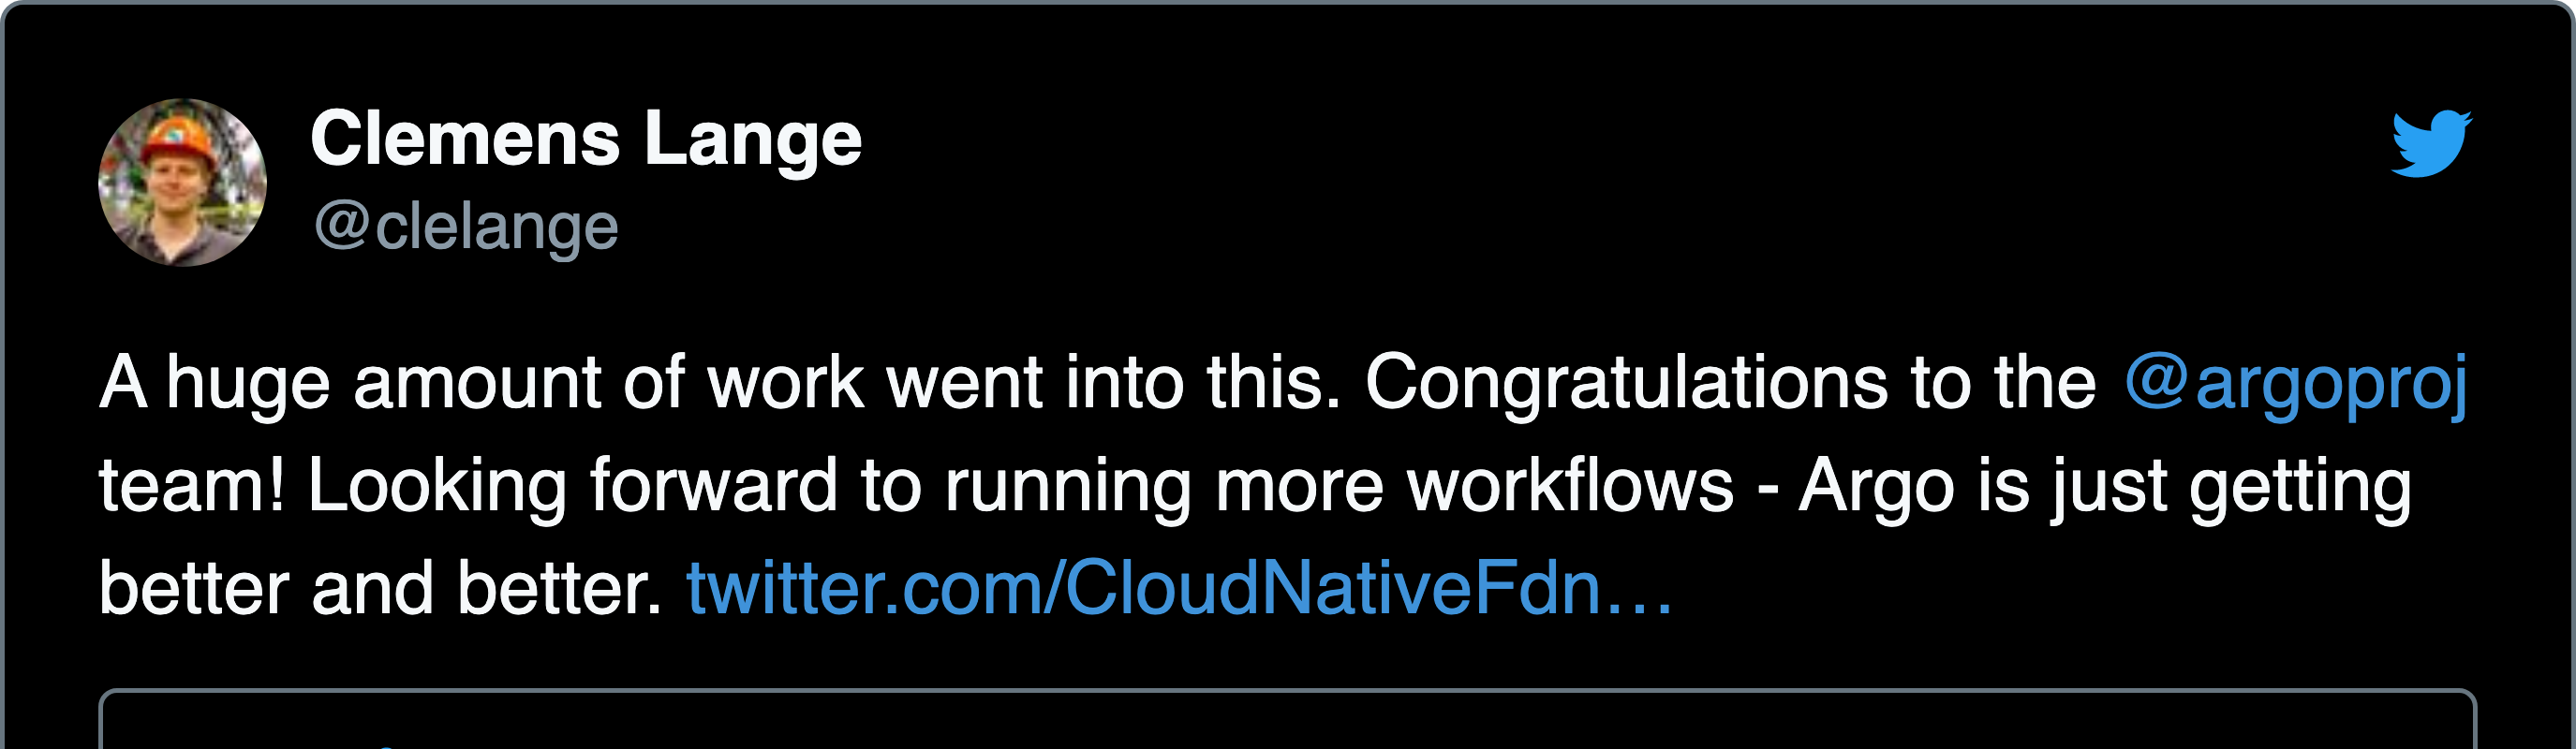 Clemens Lange
@clelange
A huge amount of work went into this. Congratulations to the @argoproj
team! Looking forward to running more workflows - Argo is just getting
better and better. twitter.com/CloudNativeFdn…